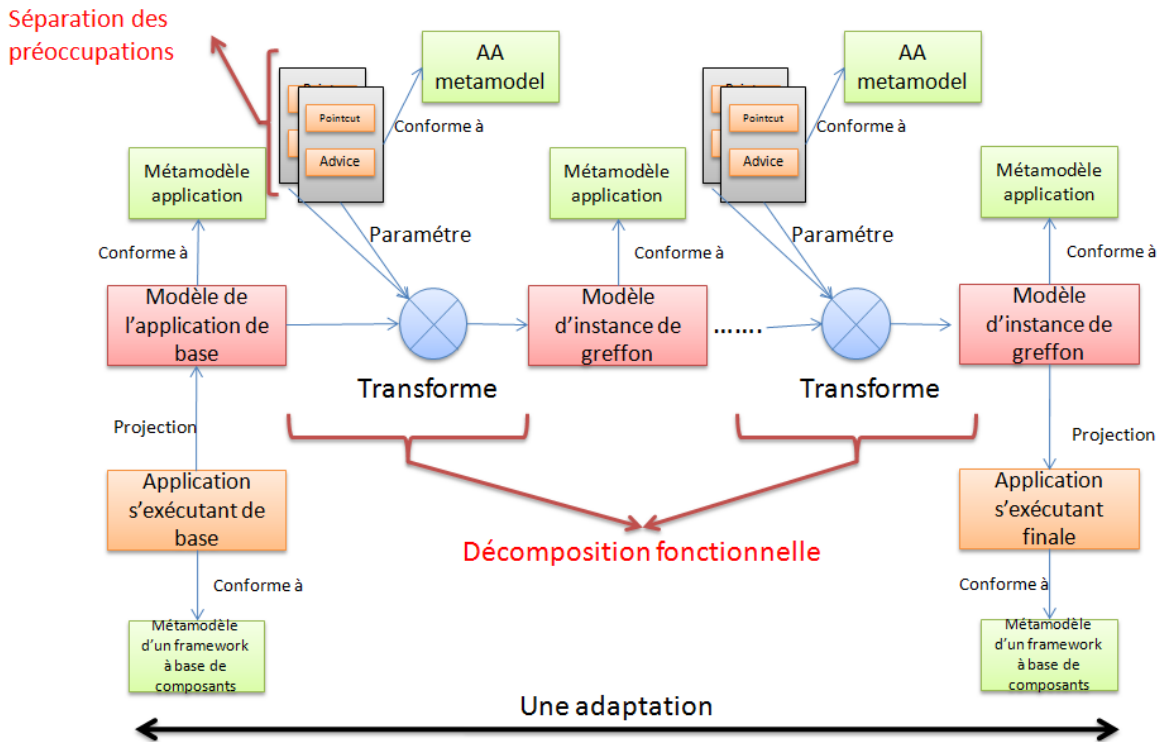 Séparation des
préoccupations
AA
metamodel
Pointcut
Advice
Conforme à
Métamodèle
application
Conforme à
Paramétre
Modèle de
l'application de
base
Transforme
Métamodèle
application
Conforme à
Modèle
d'instance de
greffon
.......
AA
metamodel
Pointcut
Advice
Conforme à
Paramétre
Transforme
Métamodèle
application
Conforme à
Modèle
d'instance de
greffon
Projection
Application
s'exécutant de
base
Conforme à
Métamodèle
d'un framework
à base de
composants
Décomposition fonctionnelle
Projection
Application
s'exécutant
finale
Conforme à
Métamodèle
d'un framework
à base de
composants
Une adaptation